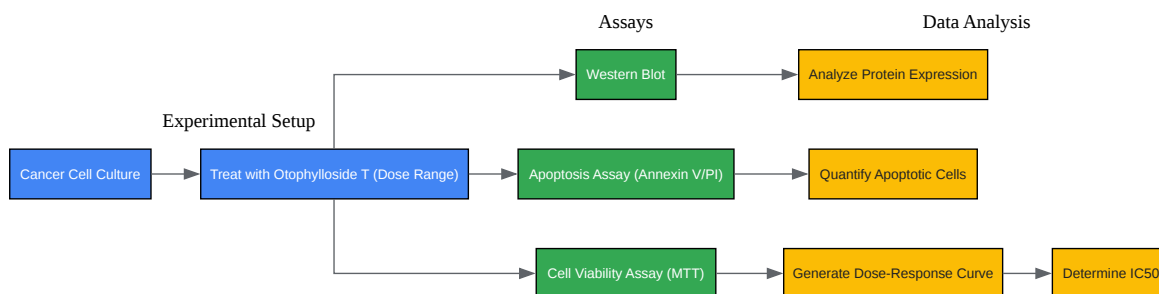 Assays
Data Analysis
Western Blot
Analyze Protein Expression
Experimental Setup
Cancer Cell Culture
Treat with Otophylloside T (Dose Range)
Apoptosis Assay (Annexin V/PI)
Quantify Apoptotic Cells
Cell Viability Assay (MTT)
Generate Dose-Response Curve
Determine IC50